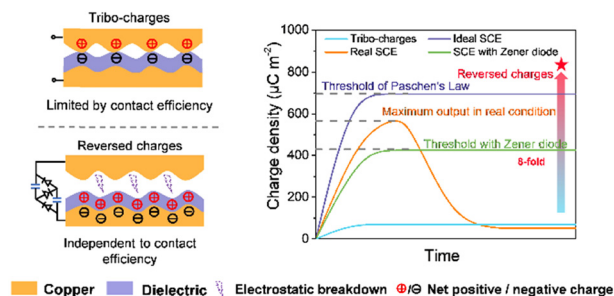 Tribo-charges
Limited by contact efficiency
Reversed charges
Independent to contact
efficiency
Charge density (μC m⁻²)
1000
800
600
400
200
0
Tribo-charges
Ideal SCE
Real SCE
SCE with Zener diode
Reversed charges
Threshold of Paschen's Law
Maximum output in real condition
Threshold with Zener diode
8-fold
Time
Copper
Dielectric
Electrostatic breakdown
⊕/⊖ Net positive / negative charge